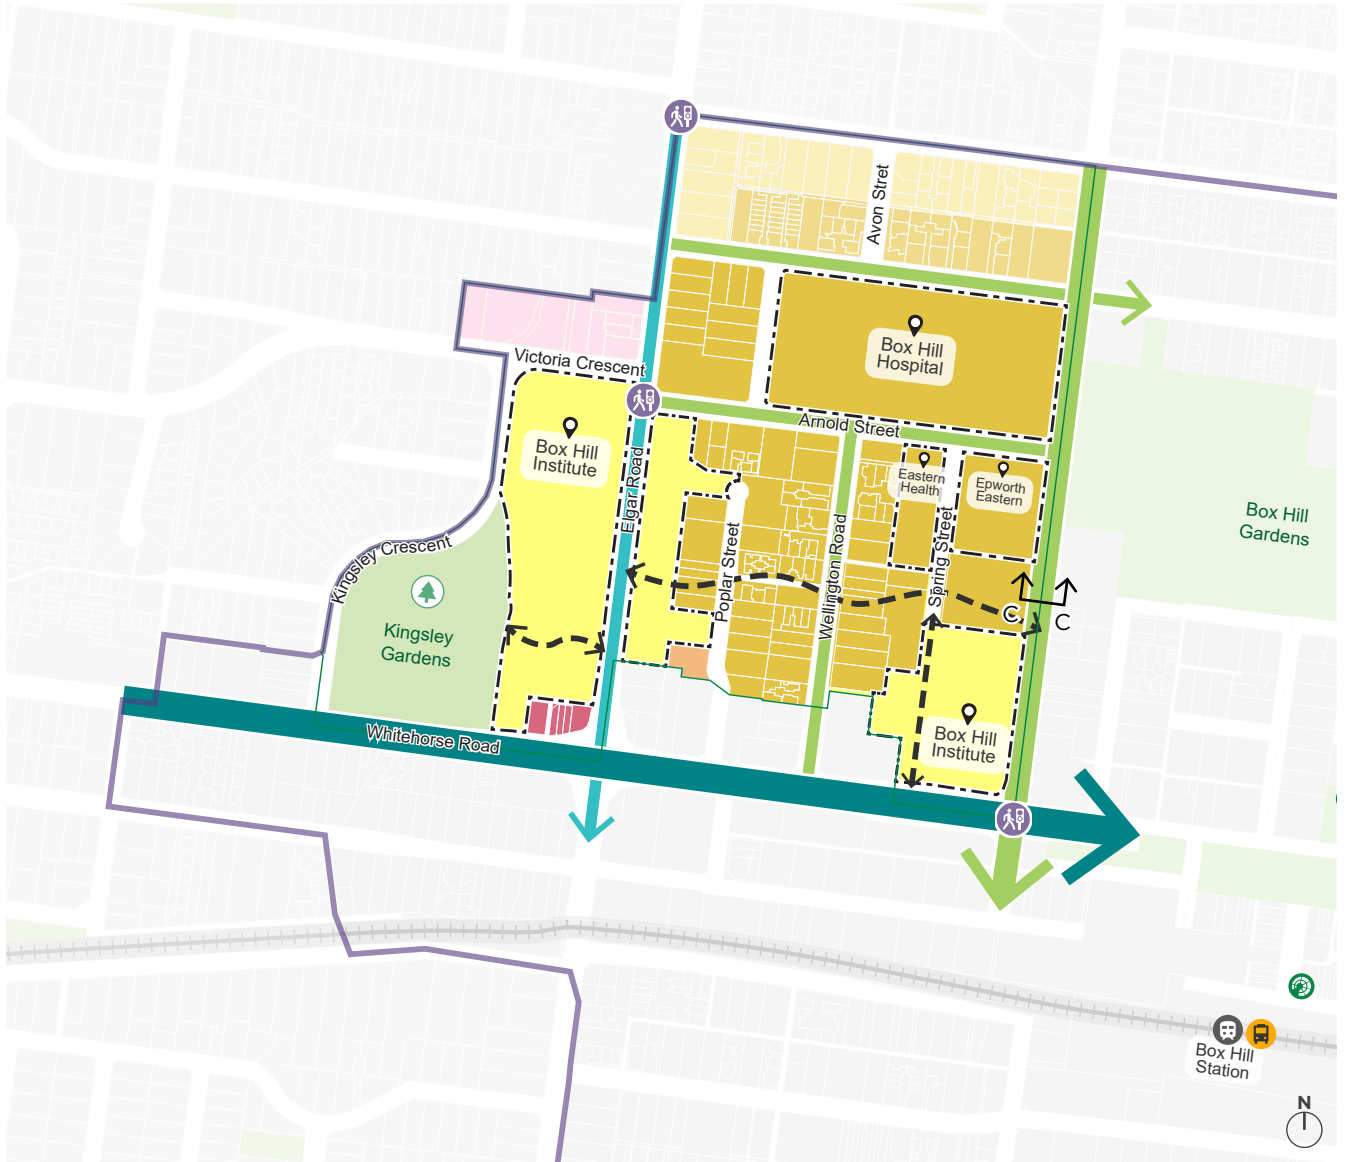 Avon Stret
Box Hill
Hospital
Victoria Crescent
Arnold Street
Box Hill
Institute
Elgar Road
Eastern
Health
Epworth
Eastern
Box Hill
Gardens
Kingsley Crescent
Poplar Street
Wellington Road
Spring Street
C
C
Kingsley
Gardens
Whitehorse Road
Box Hill
Institute
Box Hill
Station
N